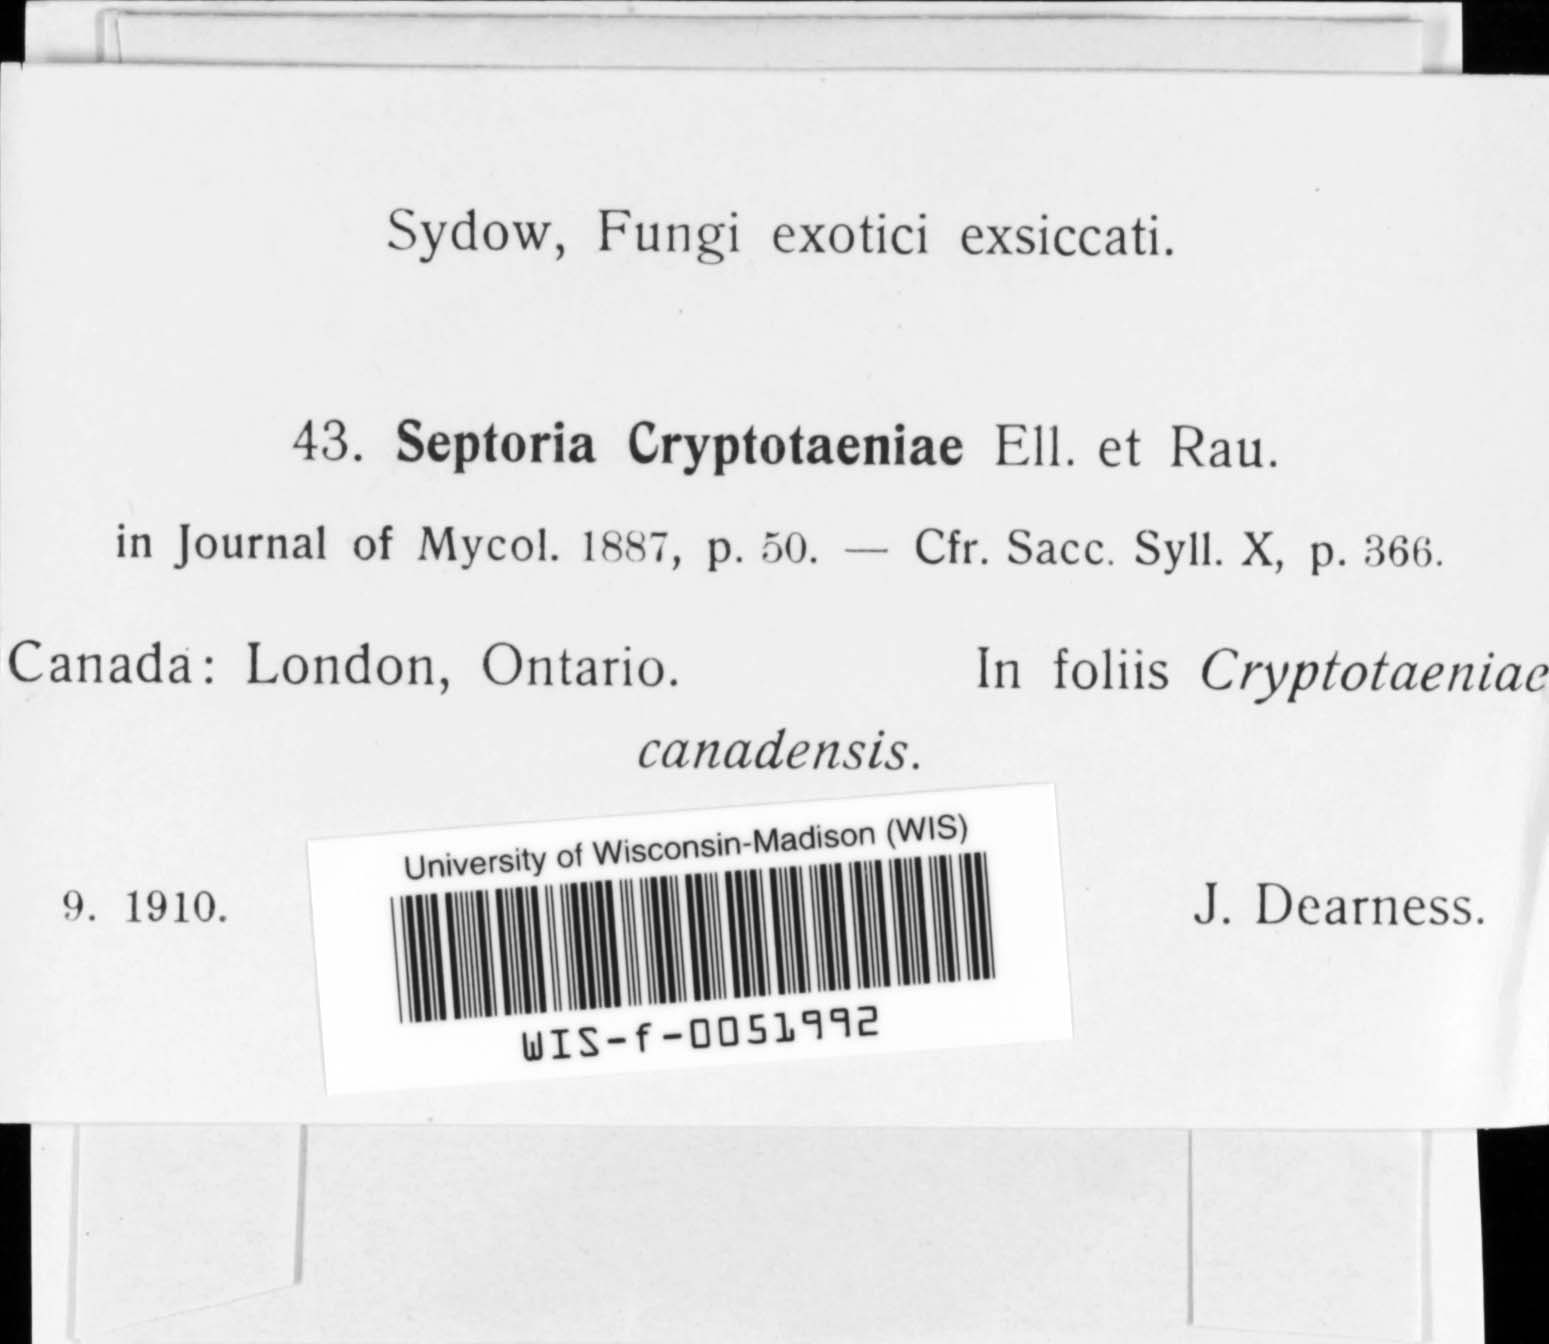 Sydow, Fungi exotici exsiccati.
43. Septoria Cryptotaeniae Ell. et Rau.
in Journal of Mycol. 1887, p. 50. — Cfr. Sacc. Syll. X, p. 366.
Canada: London, Ontario. In foliis Cryptotaeniae
canadensis.
University of Wisconsin-Madison (WIS)
9. 1910. J. Dearness.
WIS-f-0051992